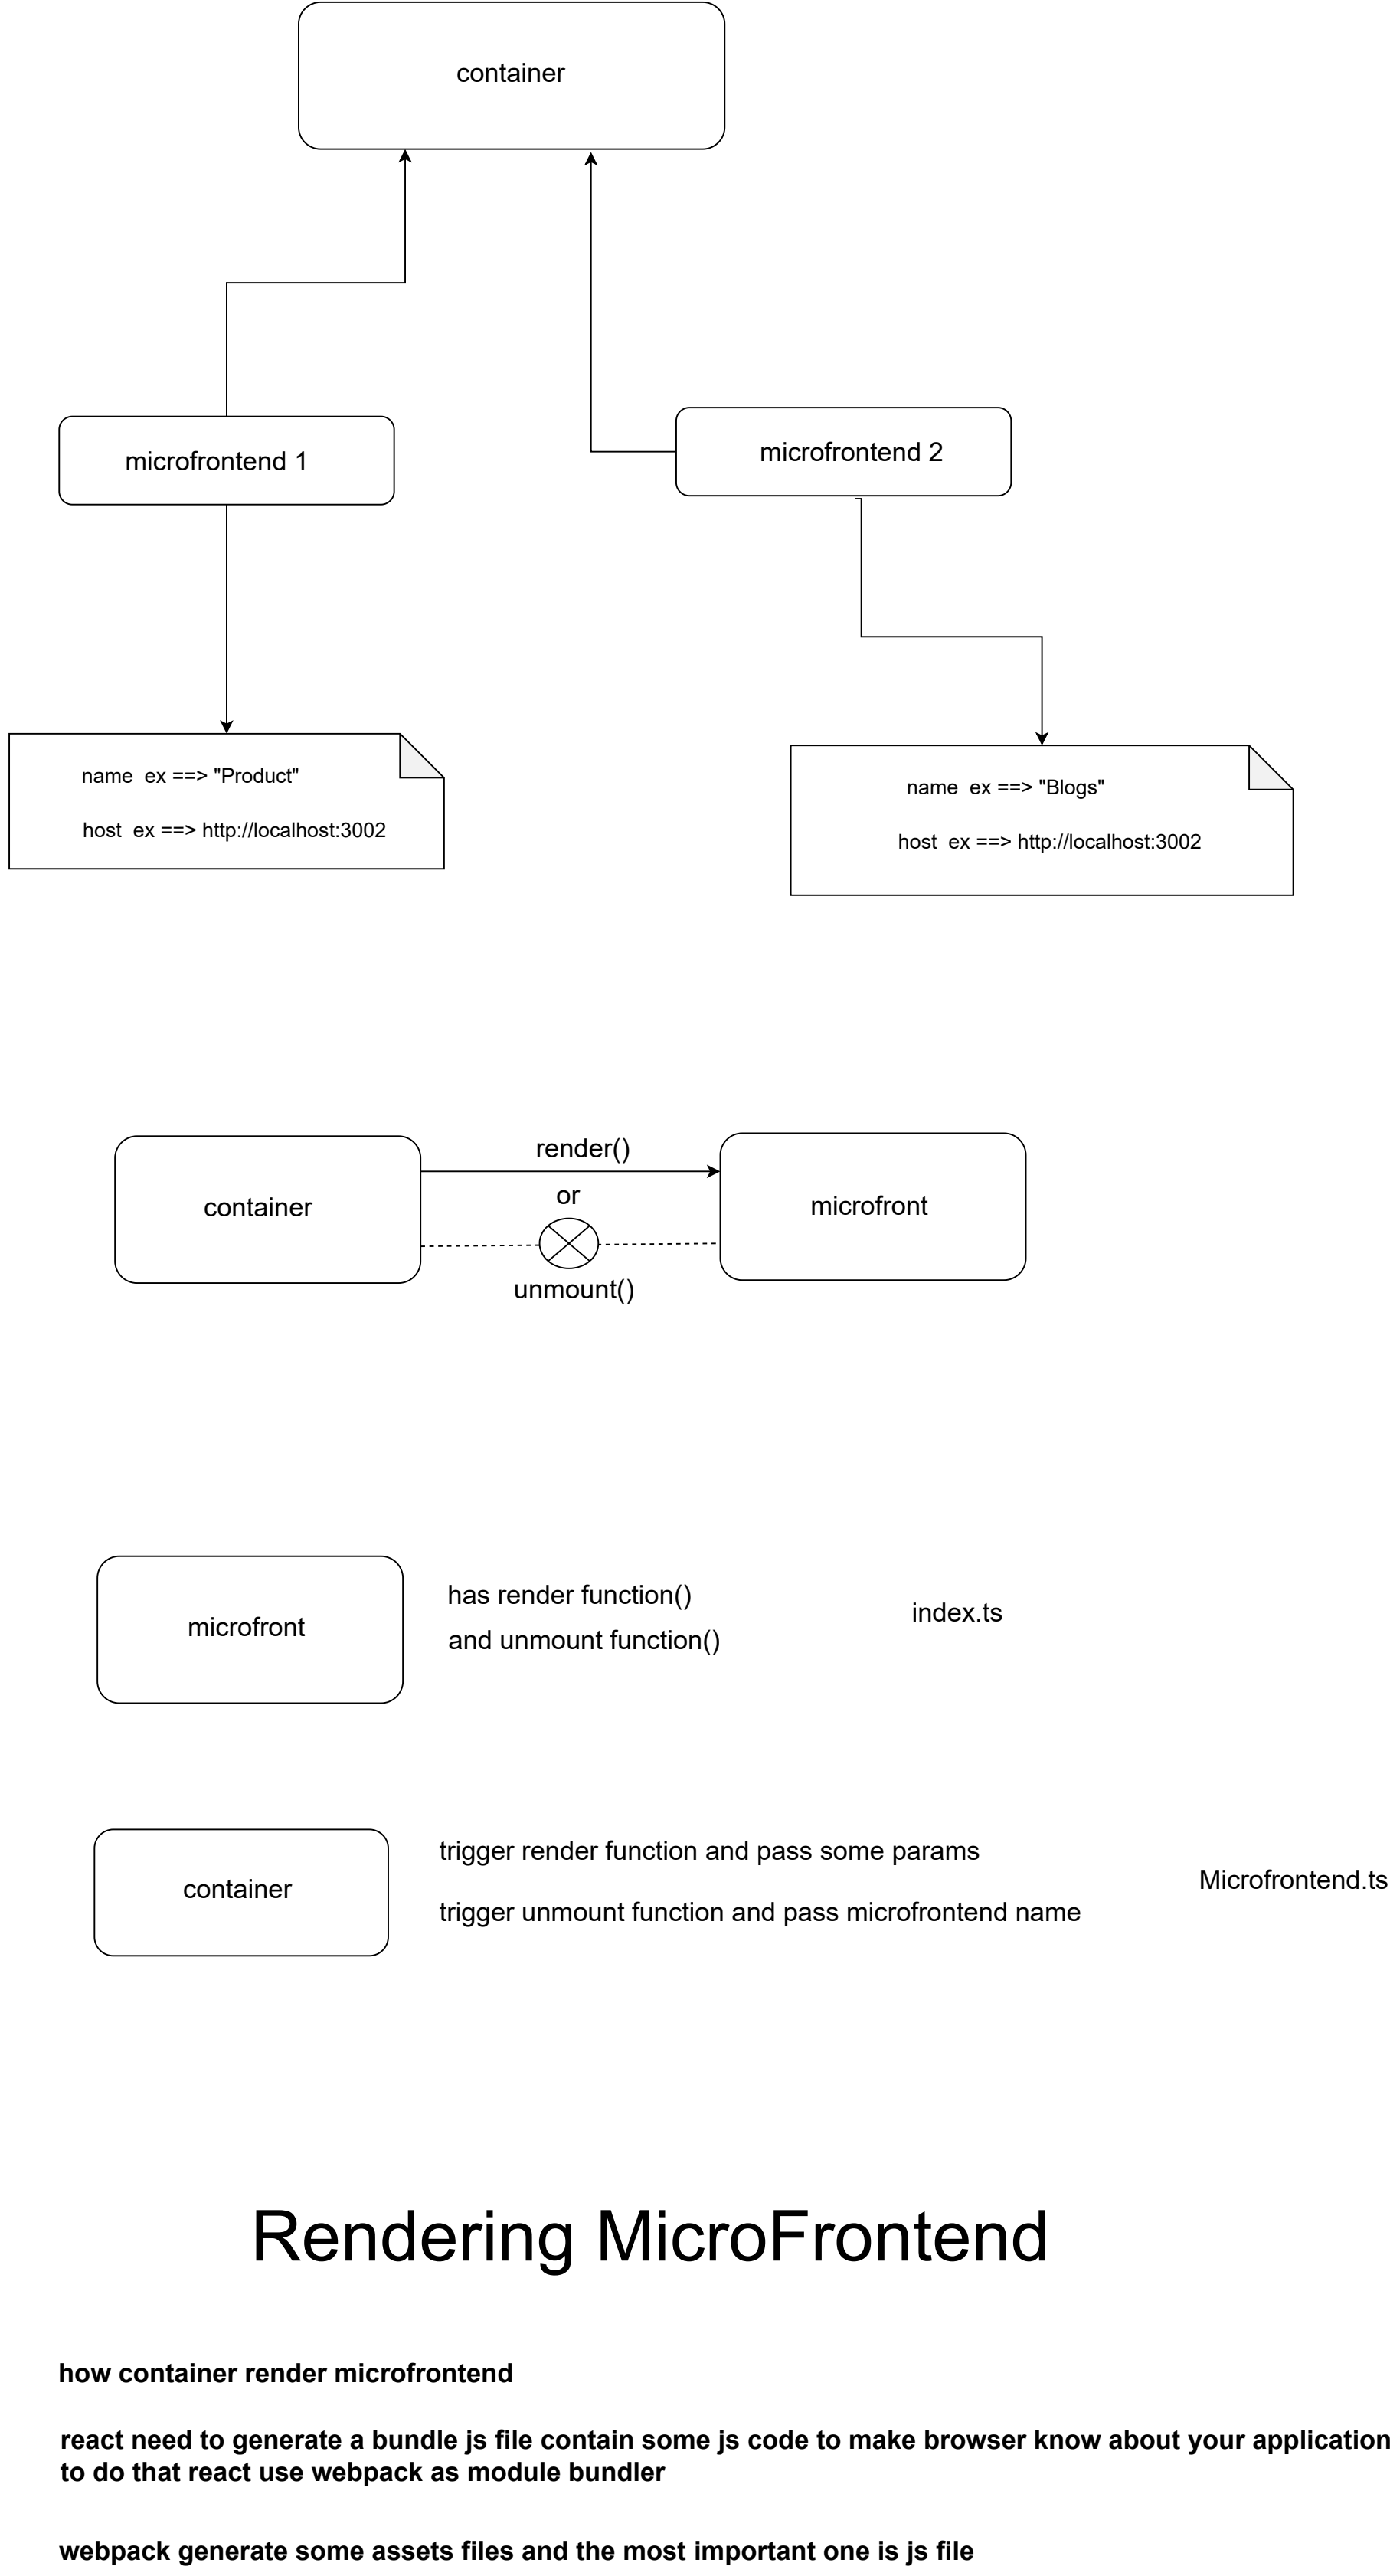 container
microfrontend 1
microfrontend 2
name  ex ==> "Product"
host  ex ==> http://localhost:3002
name  ex ==> "Blogs"
host  ex ==> http://localhost:3002
container
render()
or
unmount()
microfront
microfront
has render function()
and unmount function()
index.ts
container
trigger render function and pass some params
trigger unmount function and pass microfrontend name
Microfrontend.ts
Rendering MicroFrontend
how container render microfrontend
react need to generate a bundle js file contain some js code to make browser know about your application
to do that react use webpack as module bundler
webpack generate some assets files and the most important one is js file